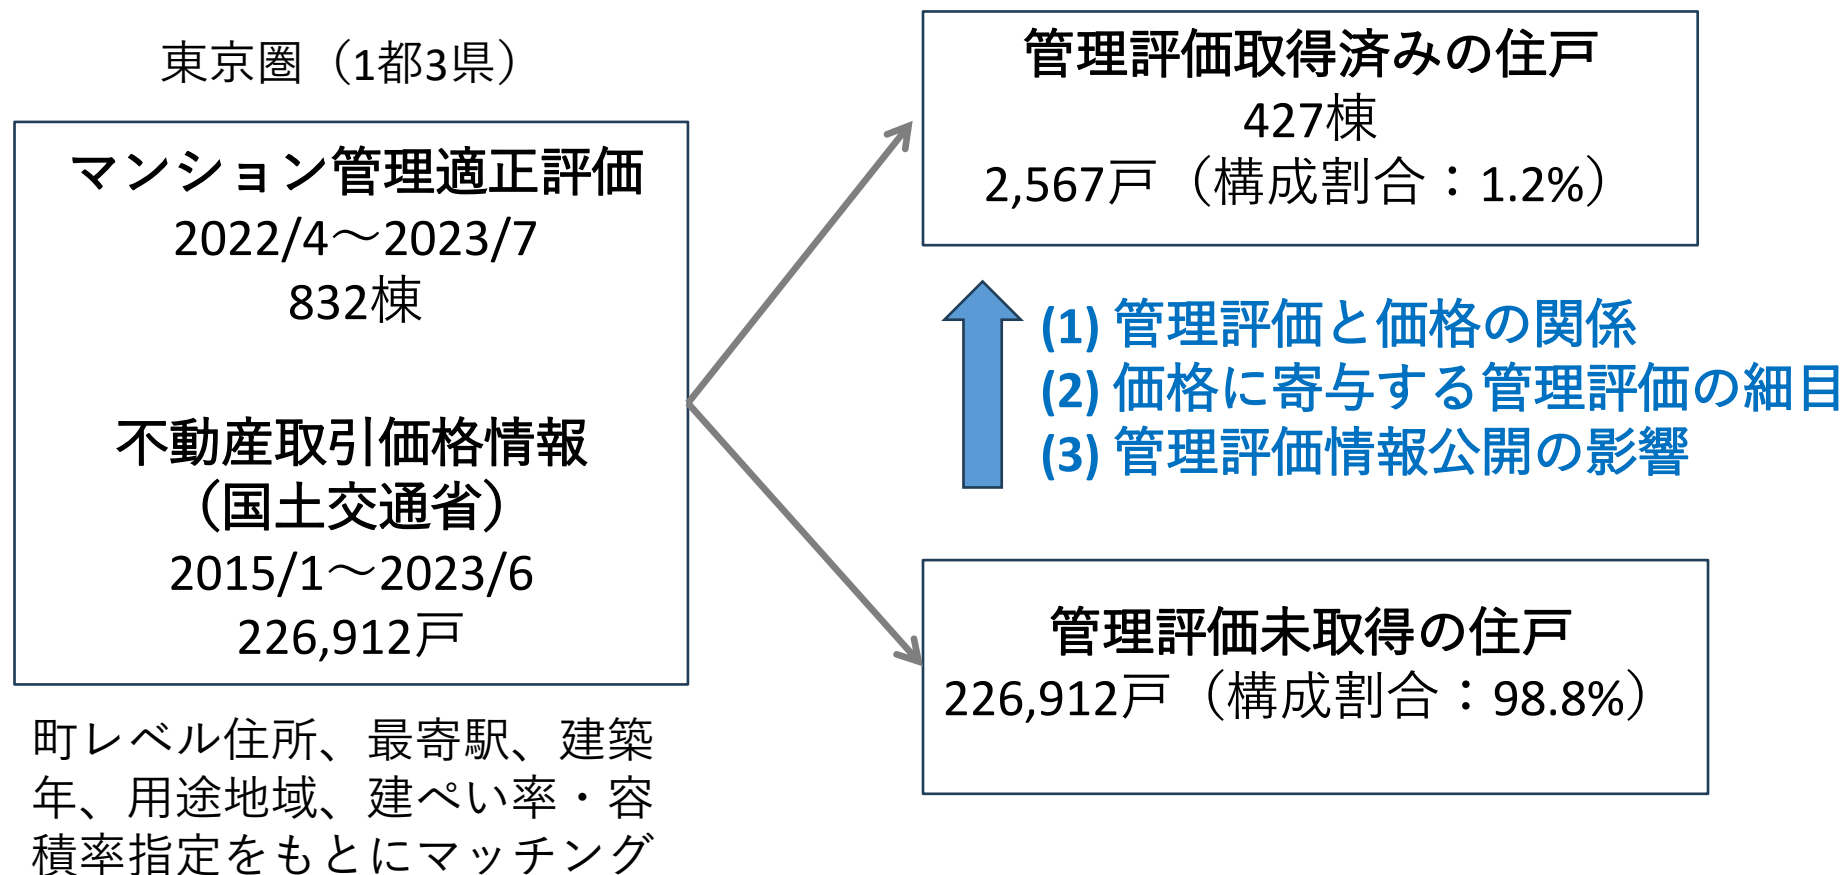 東京圏（1都3県）
マンション管理適正評価
2022/4～2023/7
832棟
不動産取引価格情報
（国土交通省）
2015/1～2023/6
226,912戸
町レベル住所、最寄駅、建築
年、用途地域、建ぺい率・容
積率指定をもとにマッチング
管理評価取得済みの住戸
427棟
2,567戸（構成割合：1.2%）
(1) 管理評価と価格の関係
(2) 価格に寄与する管理評価の細目
(3) 管理評価情報公開の影響
管理評価未取得の住戸
226,912戸（構成割合：98.8%）